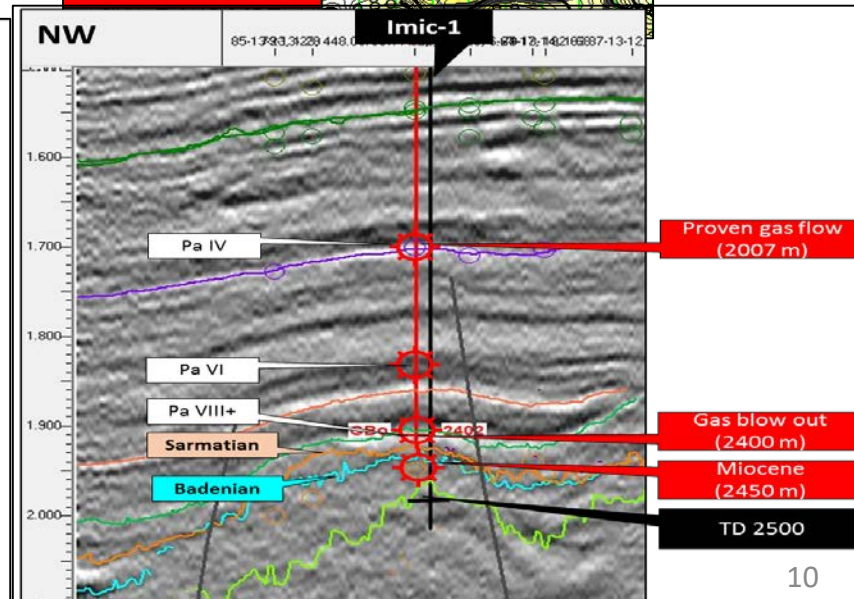 NW
Imic-1
1.600
1.700
1.800
1.900
2.000
Pa IV
Pa VI
Pa VIII+
Sarmatian
Badenian
2402
Proven gas flow
(2007 m)
Gas blow out
(2400 m)
Miocene
(2450 m)
TD 2500
10